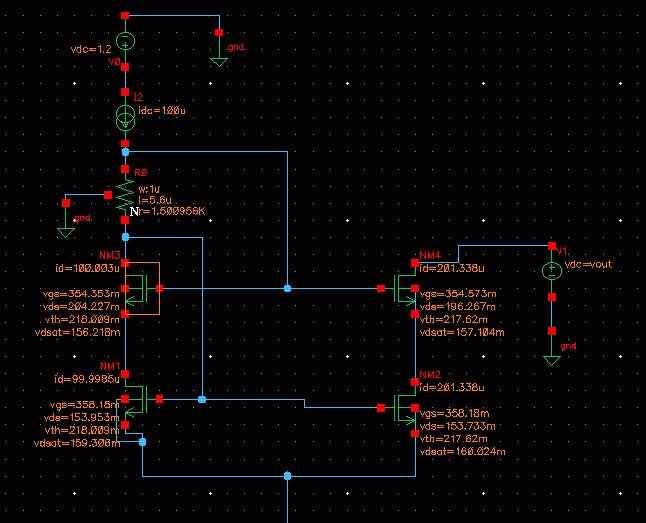 vdc=1.2
V0
gnd
I2
idc=100u
R0
w:1u
l=5.6u
r=1.500956K
gnd
NM3
id=100.003u
vgs=354.353m
vds=204.227m
vth=218.009m
vdsat=156.218m
NM4
id=201.338u
vgs=354.573m
vds=196.267m
vth=217.62m
vdsat=157.104m
V1
vdc=vout
gnd
NM1
id=99.9985u
vgs=358.18m
vds=153.953m
vth=218.009m
vdsat=159.306m
NM2
id=201.338u
vgs=358.18m
vds=153.733m
vth=217.62m
vdsat=160.024m